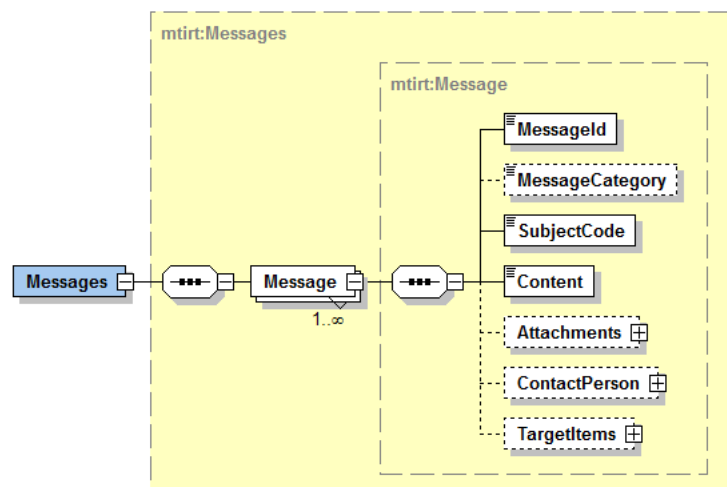 mtirt:Messages
mtirt:Message
MessageId
MessageCategory
SubjectCode
Messages
Message
Content
1..∞
Attachments
ContactPerson
TargetItems